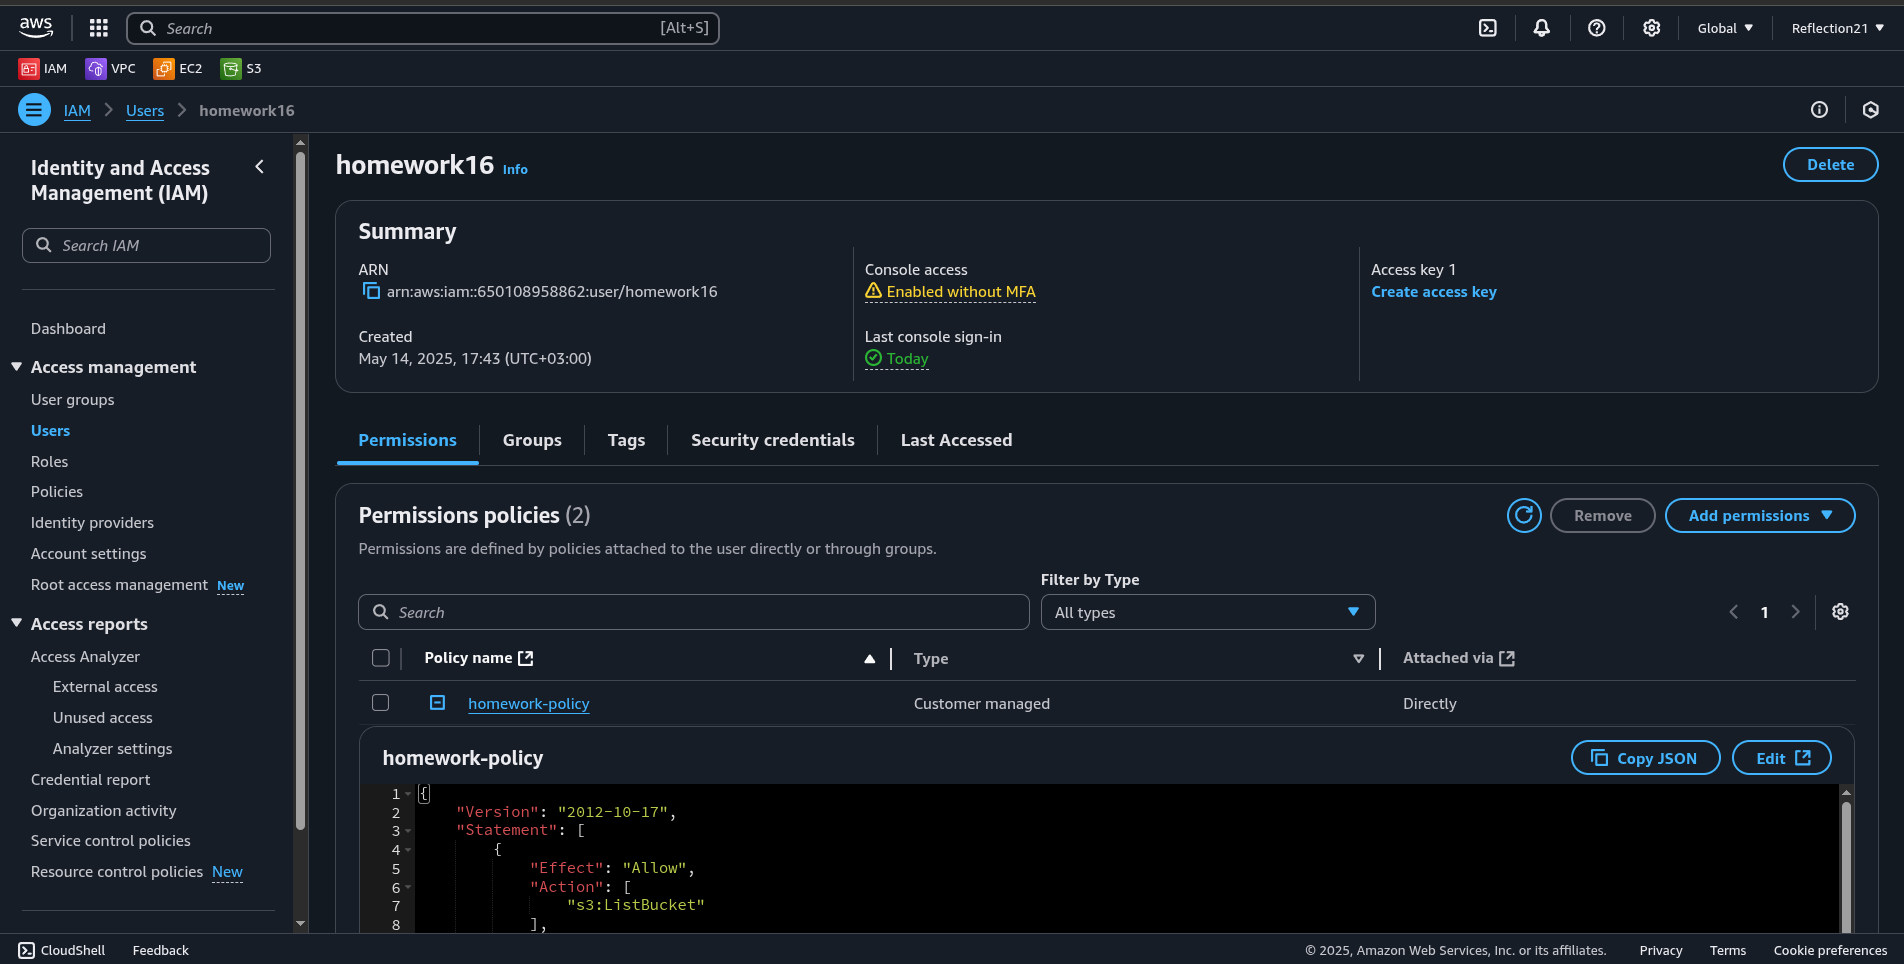 aws
Search [Alt+S]
Global
Reflection21
IAM
VPC
EC2
S3
IAM
Users
homework16
Identity and Access
Management (IAM)
Search IAM
Dashboard
Access management
User groups
Users
Roles
Policies
Identity providers
Account settings
Root access management New
Access reports
Access Analyzer
External access
Unused access
Analyzer settings
Credential report
Organization activity
Service control policies
Resource control policies New
homework16 Info
Delete
Summary
ARN
arn:aws:iam::650108958862:user/homework16
Created
May 14, 2025, 17:43 (UTC+03:00)
Console access
Enabled without MFA
Last console sign-in
Today
Access key 1
Create access key
Permissions
Groups
Tags
Security credentials
Last Accessed
Permissions policies (2)
Permissions are defined by policies attached to the user directly or through groups.
Remove
Add permissions
Filter by Type
Search
All types
1
Policy name
Type
Attached via
homework-policy
Customer managed
Directly
homework-policy
Copy JSON
Edit
1 {
2 "Version": "2012-10-17",
3 "Statement": [
4 {
5 "Effect": "Allow",
6 "Action": [
7 "s3:ListBucket"
8 ],
CloudShell
Feedback
© 2025, Amazon Web Services, Inc. or its affiliates.
Privacy
Terms
Cookie preferences